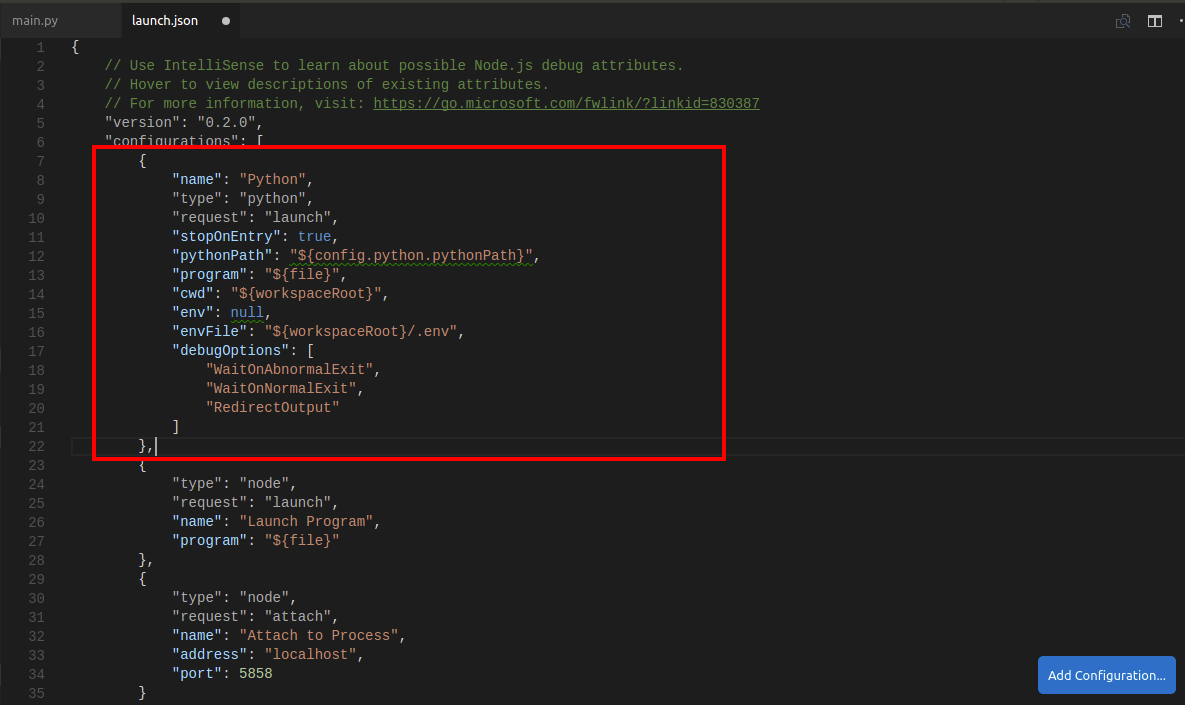 main.py launch.json
1 {
2     // Use IntelliSense to learn about possible Node.js debug attributes.
3     // Hover to view descriptions of existing attributes.
4     // For more information, visit: https://go.microsoft.com/fwlink/?linkid=830387
5     "version": "0.2.0",
6     "configurations": [
7         {
8             "name": "Python",
9             "type": "python",
10             "request": "launch",
11             "stopOnEntry": true,
12             "pythonPath": "${config.python.pythonPath}",
13             "program": "${file}",
14             "cwd": "${workspaceRoot}",
15             "env": null,
16             "envFile": "${workspaceRoot}/.env",
17             "debugOptions": [
18                 "WaitOnAbnormalExit",
19                 "WaitOnNormalExit",
20                 "RedirectOutput"
21             ]
22         },
23         {
24             "type": "node",
25             "request": "launch",
26             "name": "Launch Program",
27             "program": "${file}"
28         },
29         {
30             "type": "node",
31             "request": "attach",
32             "name": "Attach to Process",
33             "address": "localhost",
34             "port": 5858
35         }
Add Configuration...